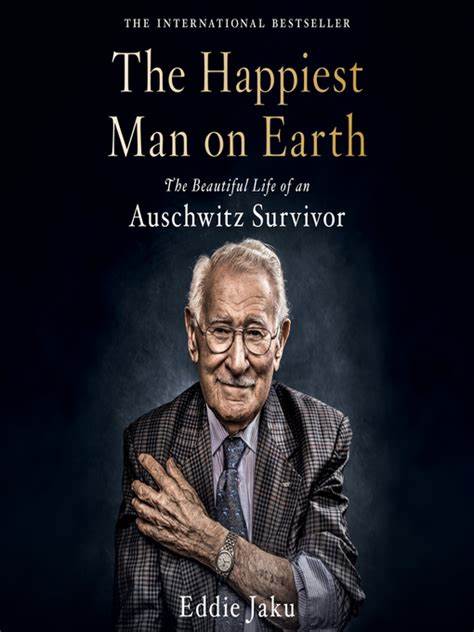 THE INTERNATIONAL BESTSELLER
The Happiest
Man on Earth
The Beautiful Life of an
Auschwitz Survivor
Eddie Jaku